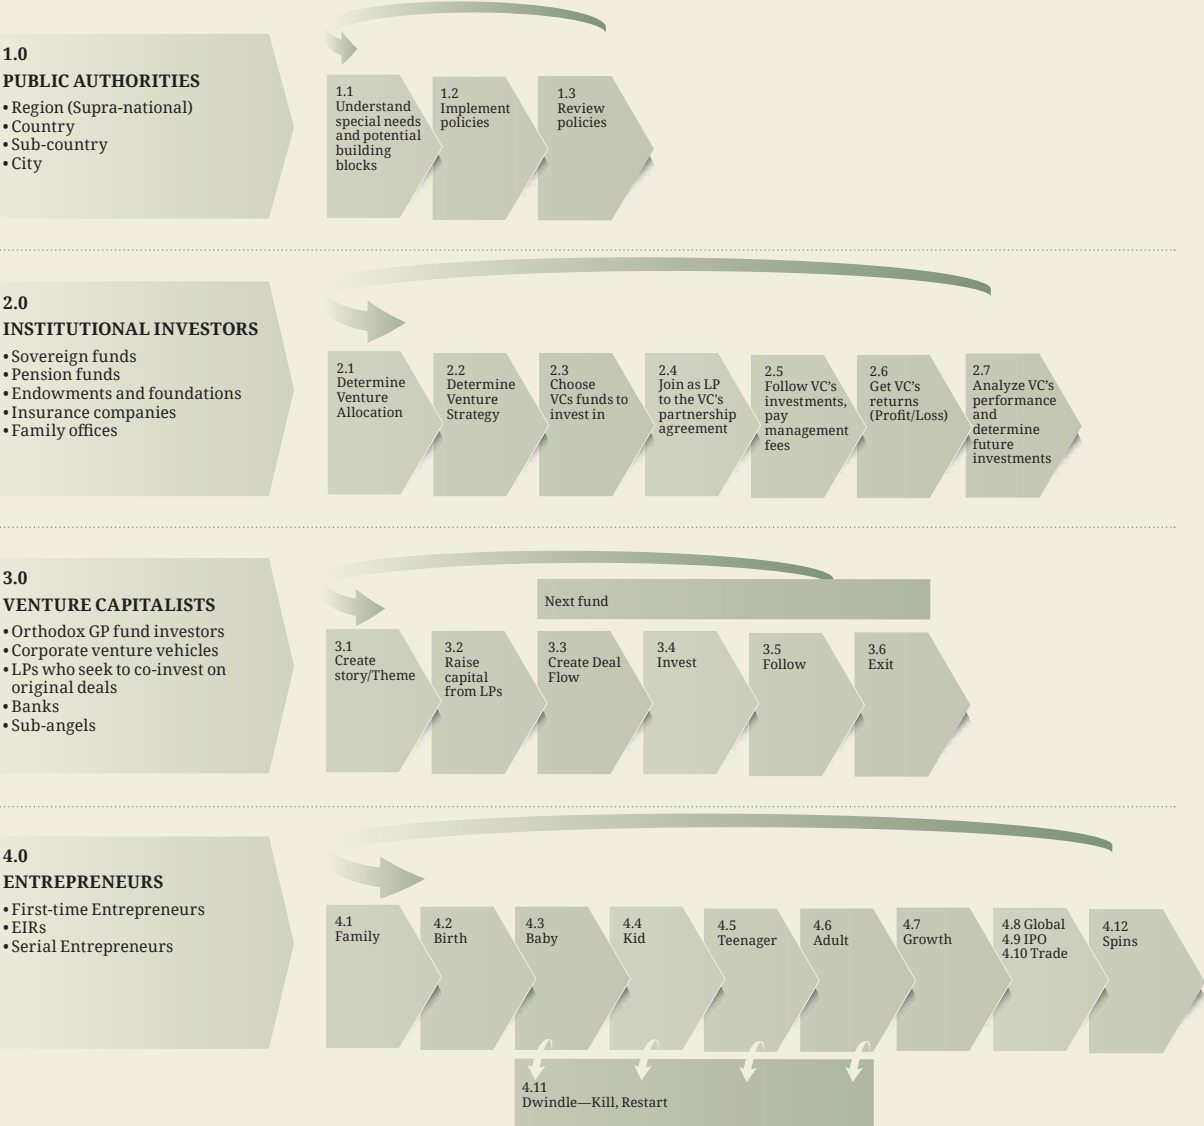 1.0
PUBLIC AUTHORITIES
• Region (Supra-national)
• Country
• Sub-country
• City
1.1
Understand
special needs
and potential
building
blocks
1.2
Implement
policies
1.3
Review
policies
2.0
INSTITUTIONAL INVESTORS
• Sovereign funds
• Pension funds
• Endowments and foundations
• Insurance companies
• Family offices
2.1
Determine
Venture
Allocation
2.2
Determine
Venture
Strategy
2.3
Choose
VCs funds to
invest in
2.4
Join as LP
to the VC's
partnership
agreement
2.5
Follow VC’s
investments,
pay
management
fees
2.6
Get VC’s
returns
(Profit/Loss)
2.7
Analyze VC’s
performance
and
determine
future
investments
3.0
VENTURE CAPITALISTS
• Orthodox GP fund investors
• Corporate venture vehicles
• LPs who seek to co-invest on
original deals
• Banks
• Sub-angels
Next fund
3.1
Create
story/Theme
3.2
Raise
capital
from LPs
3.3
Create Deal
Flow
3.4
Invest
3.5
Follow
3.6
Exit
4.0
ENTREPRENEURS
• First-time Entrepreneurs
• EIRs
• Serial Entrepreneurs
4.1
Family
4.2
Birth
4.3
Baby
4.4
Kid
4.5
Teenager
4.6
Adult
4.7
Growth
4.8 Global
4.9 IPO
4.10 Trade
4.12
Spins
4.11
Dwindle—Kill, Restart